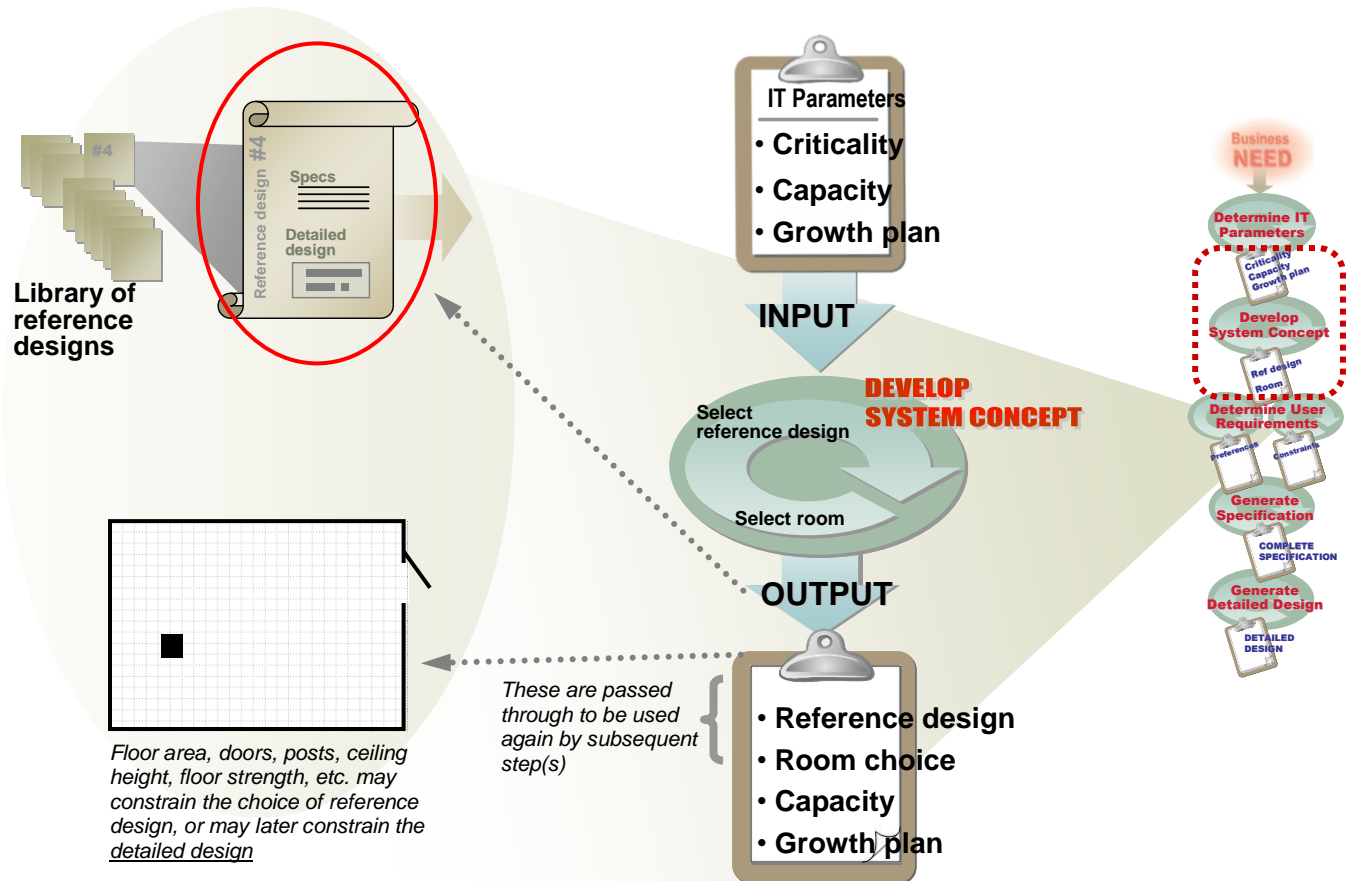 #4
Library of
reference
designs
Reference design #4
Specs
Detailed
design
IT Parameters
• Criticality
• Capacity
• Growth plan
INPUT
DEVELOP
SYSTEM CONCEPT
Select
reference design
Select room
OUTPUT
• Reference design
• Room choice
• Capacity
• Growth plan
These are passed
through to be used
again by subsequent
step(s)
Floor area, doors, posts, ceiling
height, floor strength, etc. may
constrain the choice of reference
design, or may later constrain the
detailed design
Business
NEED
Determine IT
Parameters
Criticality
Capacity
Growth plan
Develop
System Concept
Ref design
Room
Determine User
Requirements
Preferences
Constraints
Generate
Specification
COMPLETE
SPECIFICATION
Generate
Detailed Design
DETAILED
DESIGN